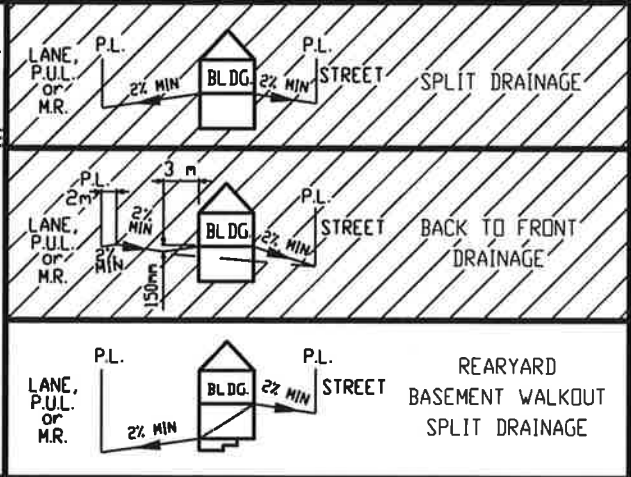 P.L.
LANE,
P.U.L.
or
M.R.
2% MIN
BLDG.
2% MIN
P.L.
STREET
SPLIT DRAINAGE
3 m
P.L.
2m
LANE,
P.U.L.
or
M.R.
2%
MIN
2%
MIN
150mm
BLDG.
2% MIN
P.L.
STREET
BACK TO FRONT
DRAINAGE
P.L.
LANE,
P.U.L.
or
M.R.
2% MIN
BLDG.
2% MIN
P.L.
STREET
REARYARD
BASEMENT WALKOUT
SPLIT DRAINAGE